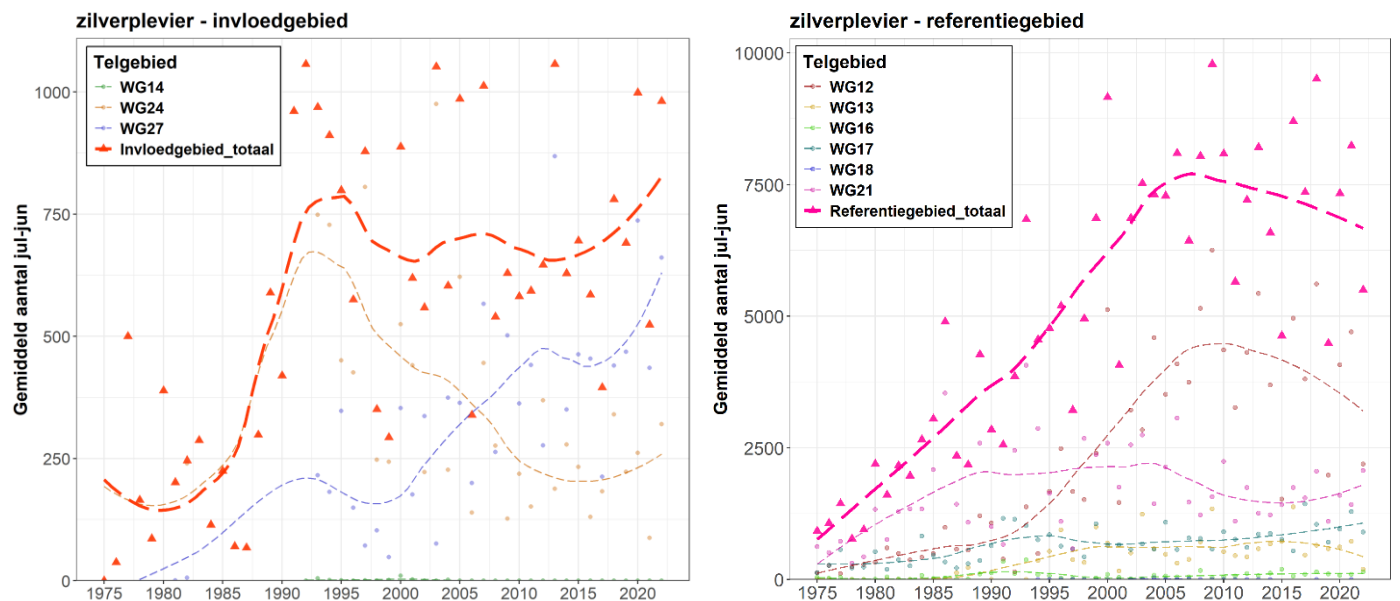 zilverplevier - invloedgebied
Gemiddeld aantal jul-jun
Telgebied
WG14
WG24
WG27
Invloedgebied_totaal
1000
750
500
250
0
1975 1980 1985 1990 1995 2000 2005 2010 2015 2020
zilverplevier - referentiegebied
Gemiddeld aantal jul-jun
Telgebied
WG12
WG13
WG16
WG17
WG18
WG21
Referentiegebied_totaal
10000
7500
5000
2500
0
1975 1980 1985 1990 1995 2000 2005 2010 2015 2020